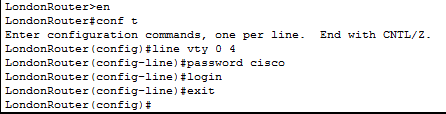 LondonRouter>en
LondonRouter#conf t
Enter configuration commands, one per line.  End with CNTL/Z.
LondonRouter(config)#line vty 0 4
LondonRouter(config-line)#password cisco
LondonRouter(config-line)#login
LondonRouter(config-line)#exit
LondonRouter(config)#